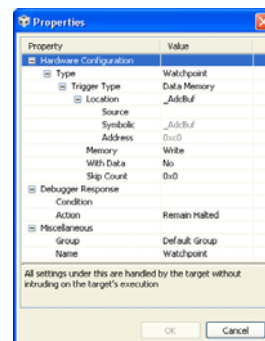 Properties
Property Value
Hardware Configuration
Type Watchpoint
Trigger Type Data Memory
Location _AdcBuf
Source
Symbolic _AdcBuf
Address 0xc0
Memory Write
With Data No
Skip Count 0x0
Debugger Response
Condition
Action Remain Halted
Miscellaneous
Group Default Group
Name Watchpoint
All settings under this are handled by the target without
intruding on the target's execution
OK Cancel